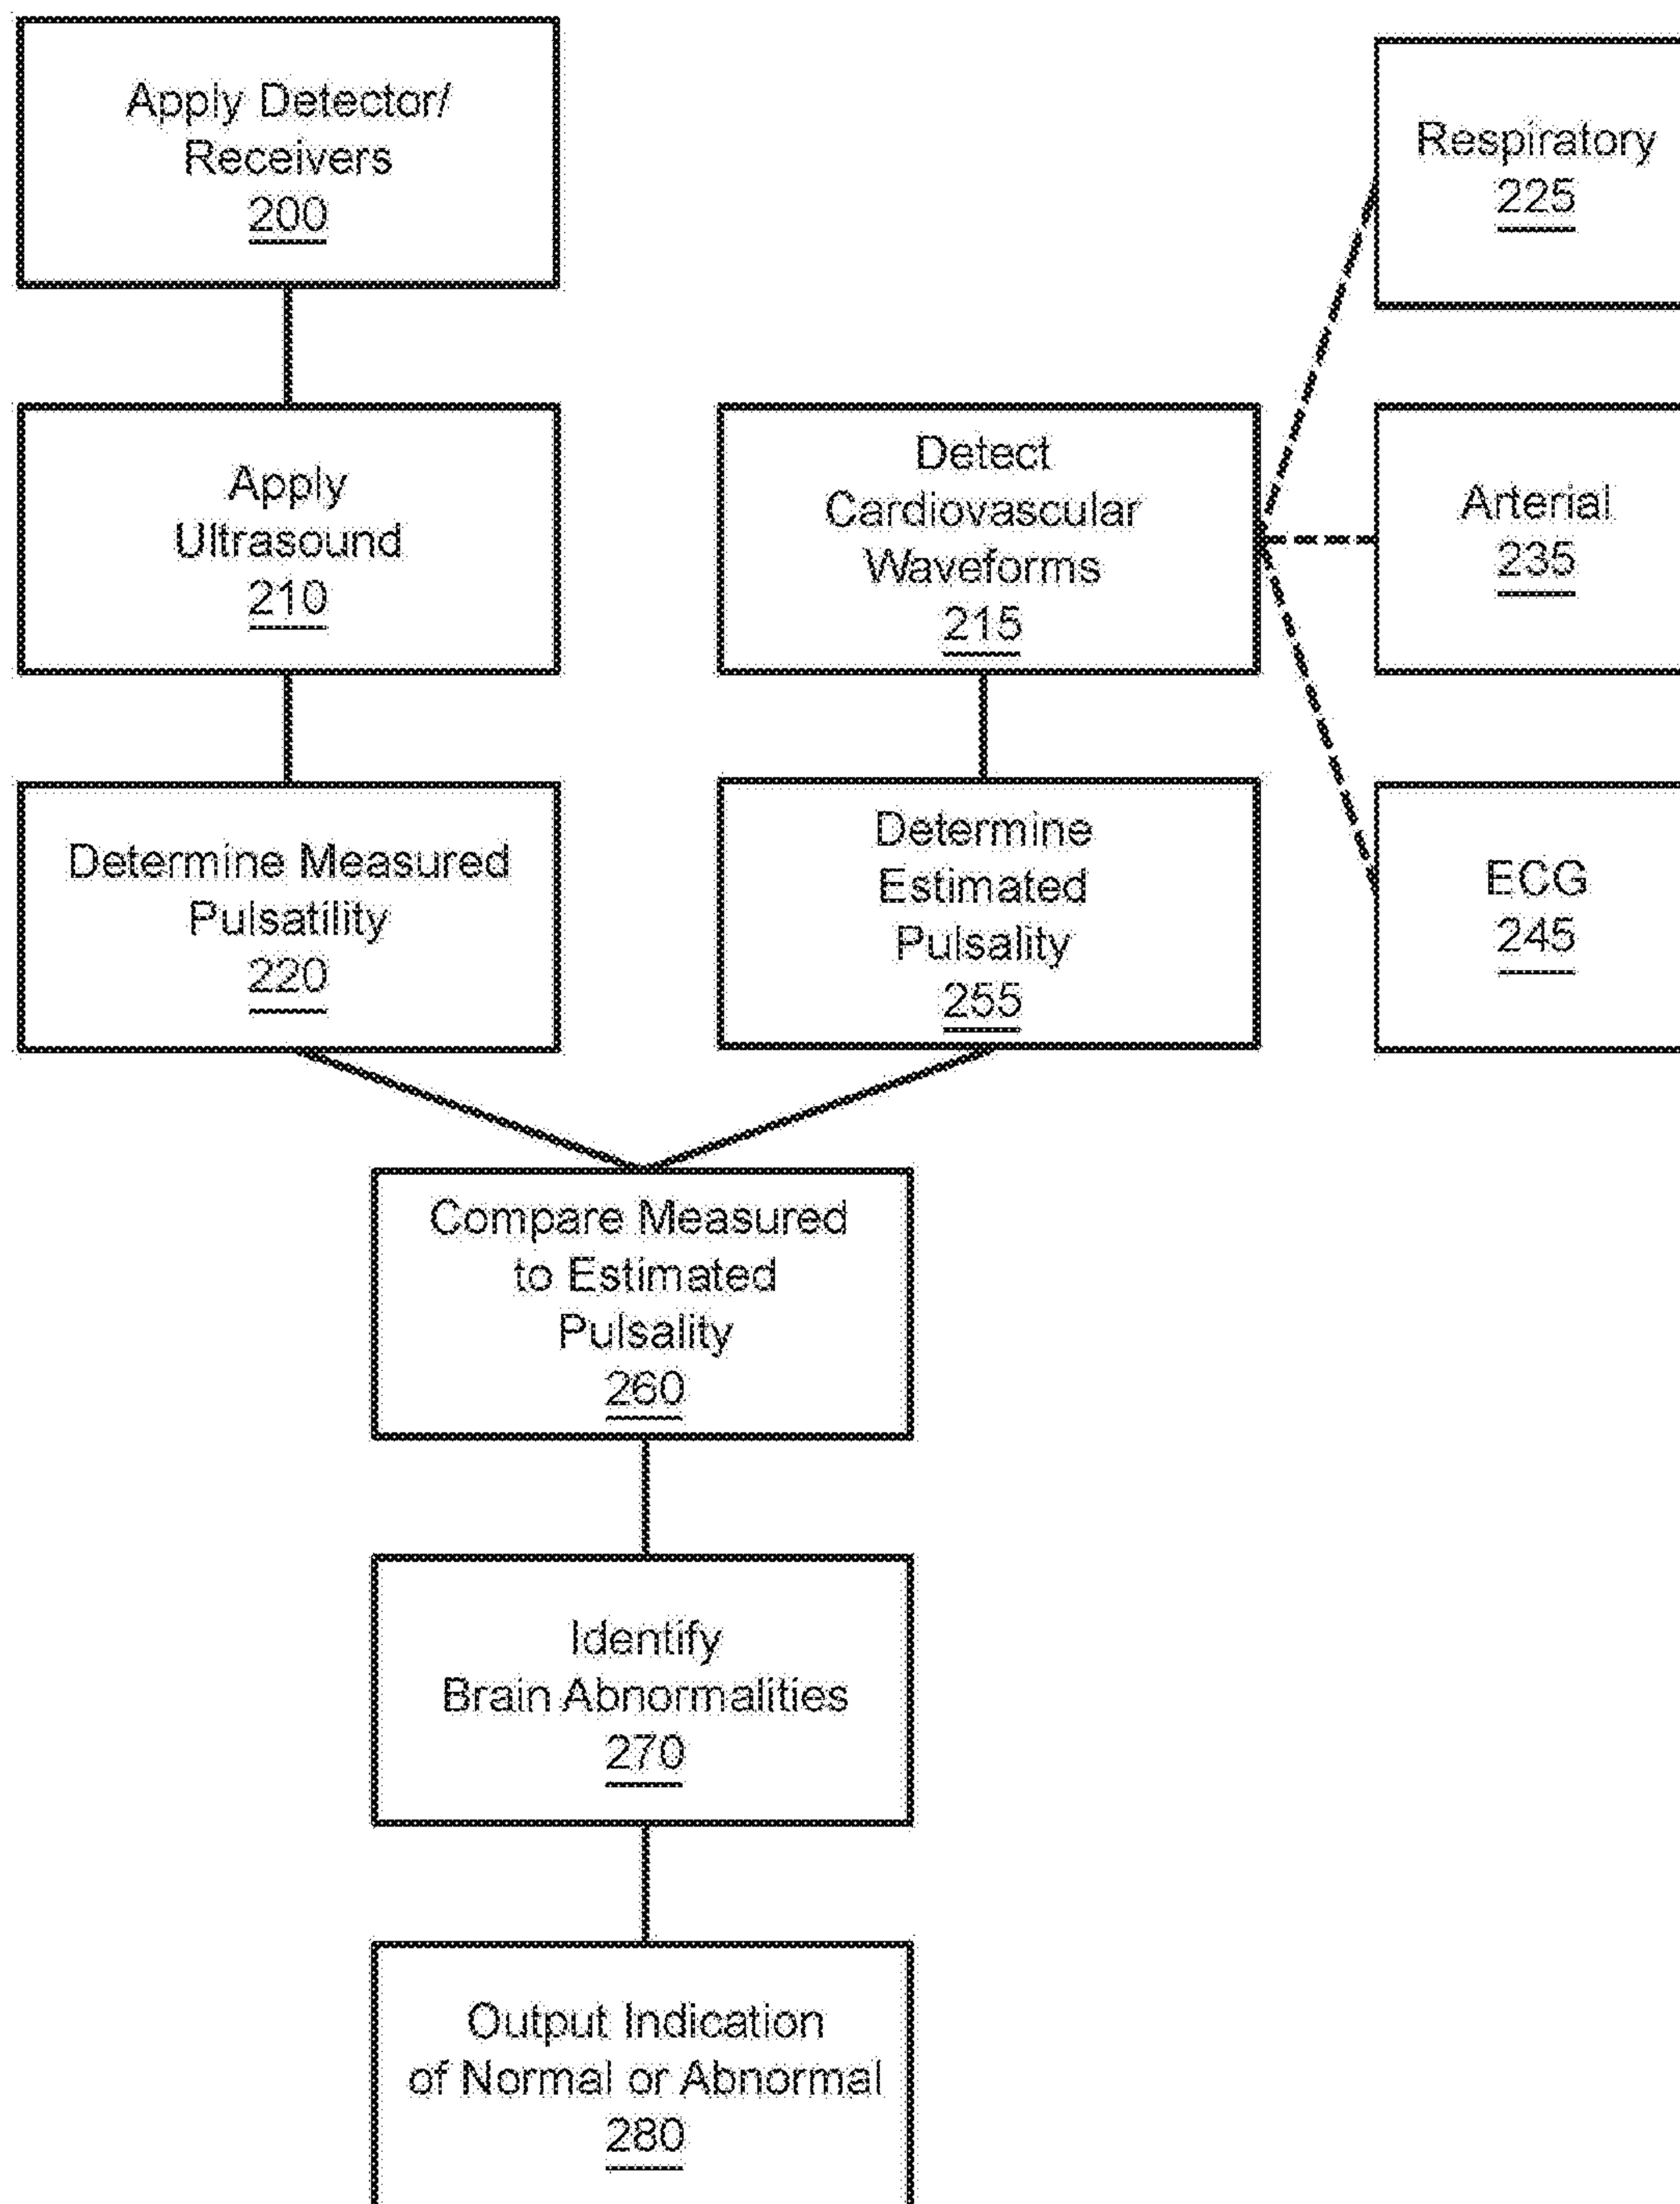 Apply Detector/
Receivers
200
Respiratory
225
Apply
Ultrasound
210
Detect
Cardiovascular
Waveforms
215
Arterial
235
Determine Measured
Pulsatility
220
Determine
Estimated
Pulsality
255
ECG
245
Compare Measured
to Estimated
Pulsality
260
Identify
Brain Abnormalities
270
Output Indication
of Normal or Abnormal
280